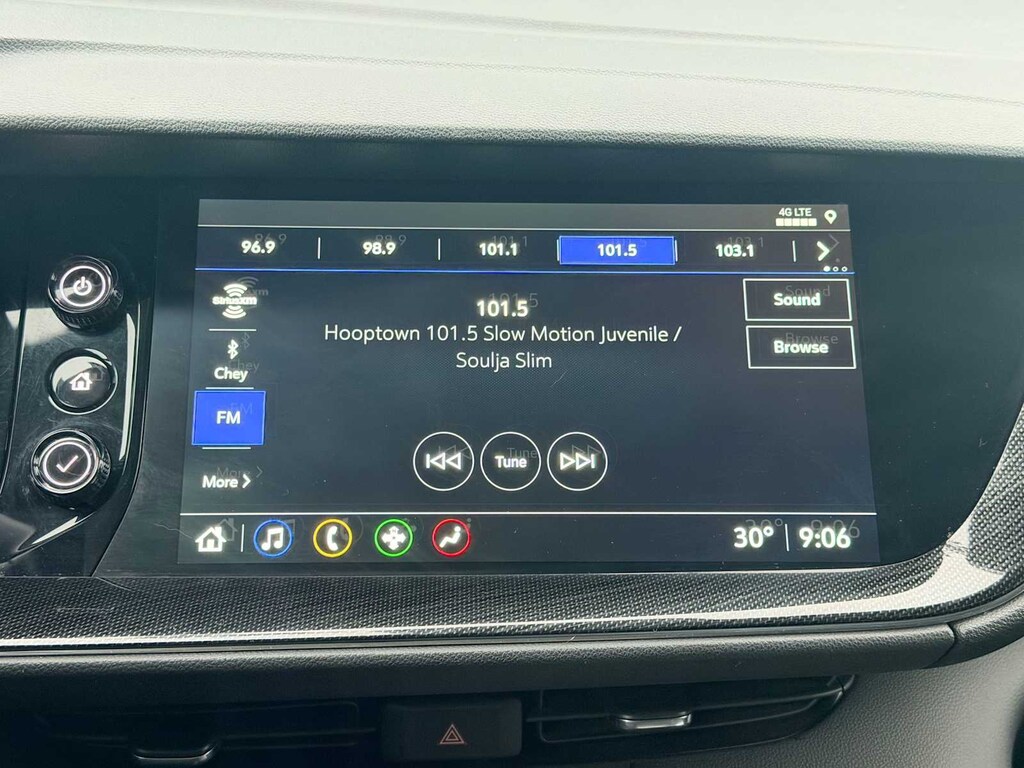 4G LTE
96.9 98.9 101.1 101.5 103.1
SiriusXM
101.5
Sound
Hooptown 101.5 Slow Motion Juvenile /
Soulja Slim
Browse
Chey
FM
More
Tune
30° 9:06